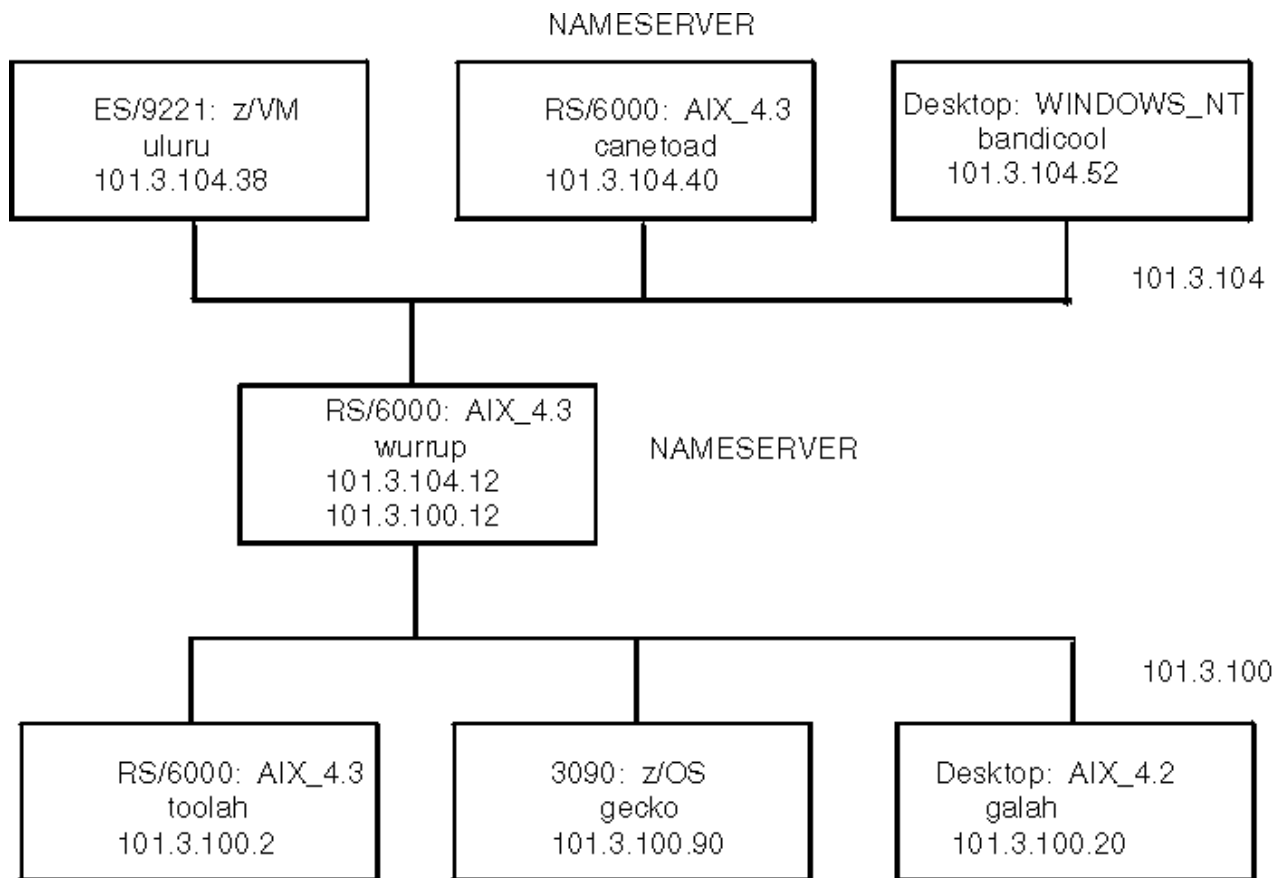 NAMESERVER
ES/9221: z/VM
uluru
101.3.104.38
RS/6000: AIX_4.3
canetoad
101.3.104.40
Desktop: WINDOWS_NT
bandicool
101.3.104.52
101.3.104
RS/6000: AIX_4.3
wurrup
101.3.104.12
101.3.100.12
NAMESERVER
101.3.100
RS/6000: AIX_4.3
toolah
101.3.100.2
3090: z/OS
gecko
101.3.100.90
Desktop: AIX_4.2
galah
101.3.100.20